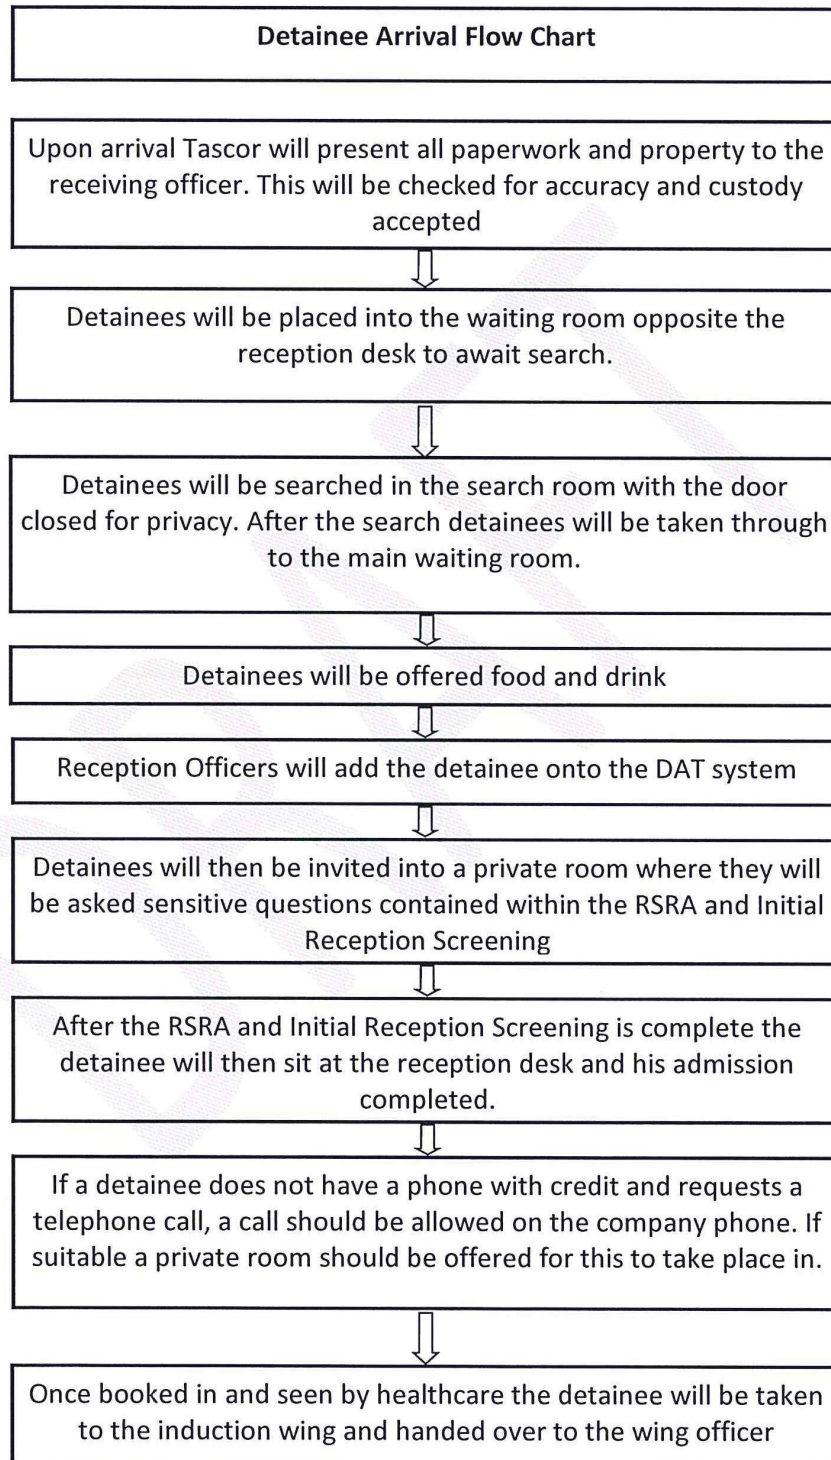 Detainee Arrival Flow Chart
Upon arrival Tascor will present all paperwork and property to the
receiving officer. This will be checked for accuracy and custody
accepted
Detainees will be placed into the waiting room opposite the
reception desk to await search.
Detainees will be searched in the search room with the door
closed for privacy. After the search detainees will be taken through
to the main waiting room.
Detainees will be offered food and drink
Reception Officers will add the detainee onto the DAT system
Detainees will then be invited into a private room where they will
be asked sensitive questions contained within the RSRA and Initial
Reception Screening
After the RSRA and Initial Reception Screening is complete the
detainee will then sit at the reception desk and his admission
completed.
If a detainee does not have a phone with credit and requests a
telephone call, a call should be allowed on the company phone. If
suitable a private room should be offered for this to take place in.
Once booked in and seen by healthcare the detainee will be taken
to the induction wing and handed over to the wing officer
DRAFT